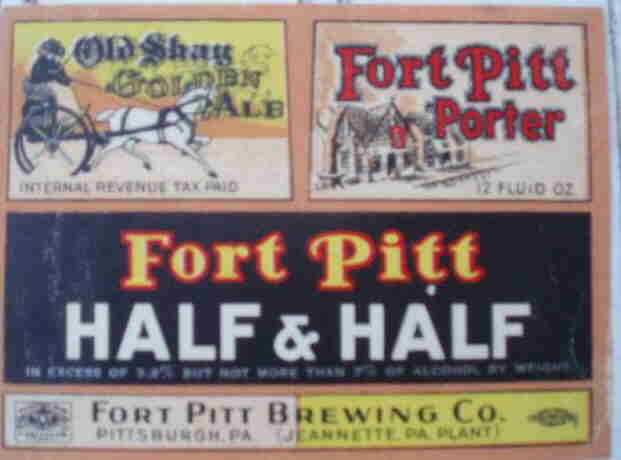 Old Shay
Golden
Ale
INTERNAL REVENUE TAX PAID
Fort Pitt
Porter
12 FLUID OZ.
Fort Pitt
HALF & HALF
IN EXCESS OF 3.2% BUT NOT MORE THAN 5% OF ALCOHOL BY WEIGHT
FORT PITT BREWING CO.
PITTSBURGH, PA. (JEANNETTE, PA. PLANT)